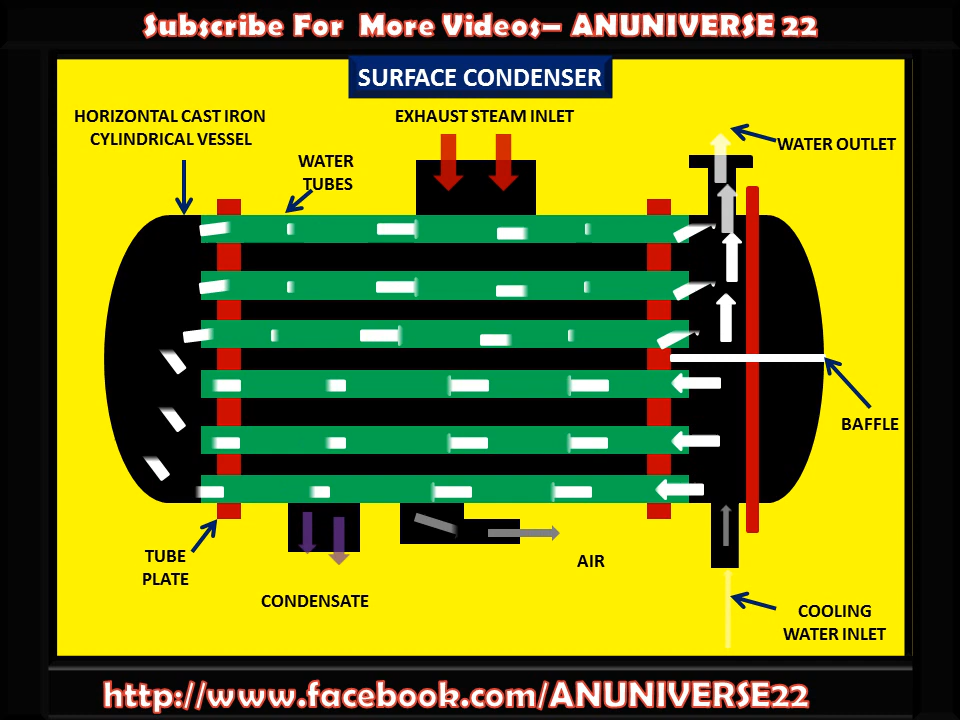 Subscribe For More Videos– ANUNIVERSE 22
SURFACE CONDENSER
HORIZONTAL CAST IRON
CYLINDRICAL VESSEL
EXHAUST STEAM INLET
WATER
TUBES
WATER OUTLET
BAFFLE
TUBE
PLATE
AIR
CONDENSATE
COOLING
WATER INLET
http://www.facebook.com/ANUNIVERSE22